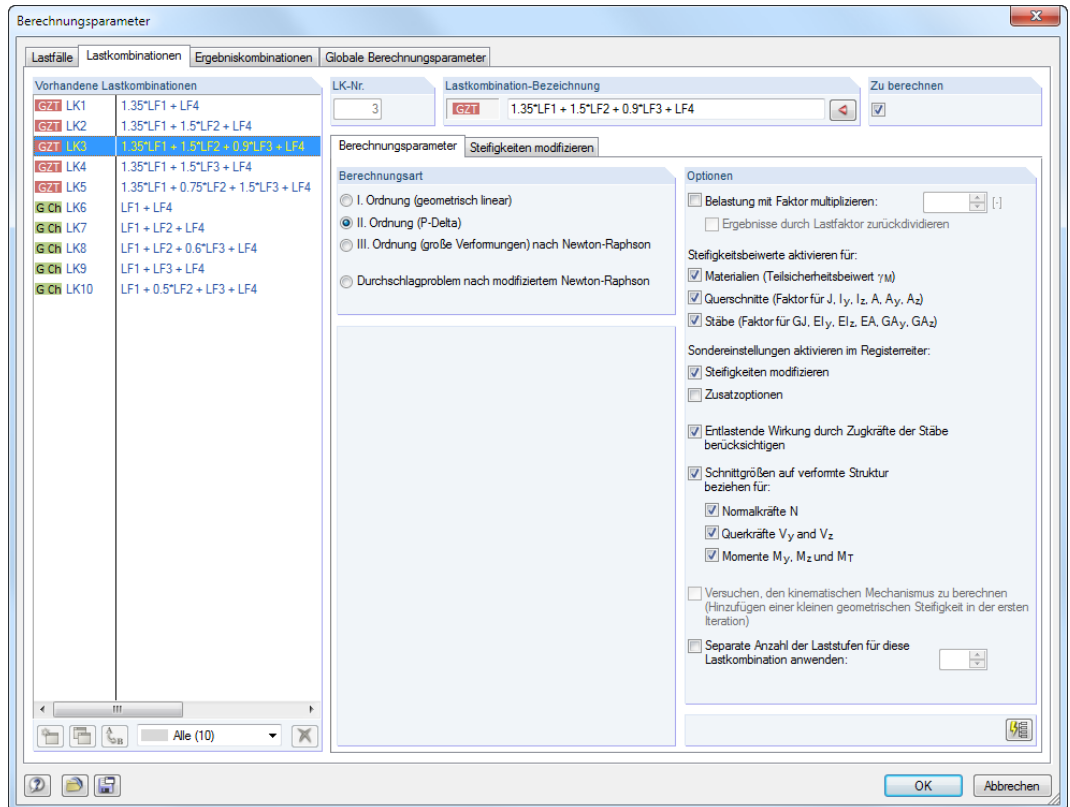 Berechnungsparameter
Lastfälle Lastkombinationen Ergebniskombinationen Globale Berechnungsparameter
Vorhandene Lastkombinationen
GZT LK1 1.35*LF1 + LF4
GZT LK2 1.35*LF1 + 1.5*LF2 + LF4
GZT LK3 1.35*LF1 + 1.5*LF2 + 0.9*LF3 + LF4
GZT LK4 1.35*LF1 + 1.5*LF3 + LF4
GZT LK5 1.35*LF1 + 0.75*LF2 + 1.5*LF3 + LF4
G Ch LK6 LF1 + LF4
G Ch LK7 LF1 + LF2 + LF4
G Ch LK8 LF1 + LF2 + 0.6*LF3 + LF4
G Ch LK9 LF1 + LF3 + LF4
G Ch LK10 LF1 + 0.5*LF2 + LF3 + LF4
Alle (10)
LK-Nr.
3
Lastkombination-Bezeichnung
GZT 1.35*LF1 + 1.5*LF2 + 0.9*LF3 + LF4
Zu berechnen
Berechnungsparameter Steifigkeiten modifizieren
Berechnungsart
I. Ordnung (geometrisch linear)
II. Ordnung (P-Delta)
III. Ordnung (große Verformungen) nach Newton-Raphson
Durchschlagproblem nach modifiziertem Newton-Raphson
Optionen
Belastung mit Faktor multiplizieren: [-]
Ergebnisse durch Lastfaktor zurückdividieren
Steifigkeitsbeiwerte aktivieren für:
Materialien (Teilsicherheitsbeiwert γM)
Querschnitte (Faktor für J, Iy, Iz, A, Ay, Az)
Stäbe (Faktor für GJ, EIy, EIz, EA, GAy, GAz)
Sondereinstellungen aktivieren im Registerreiter:
Steifigkeiten modifizieren
Zusatzoptionen
Entlastende Wirkung durch Zugkräfte der Stäbe
berücksichtigen
Schnittgrößen auf verformte Struktur
beziehen für:
Normalkräfte N
Querkräfte Vy and Vz
Momente My, Mz und MT
Versuchen, den kinematischen Mechanismus zu berechnen
(Hinzufügen einer kleinen geometrischen Steifigkeit in der ersten
Iteration)
Separate Anzahl der Laststufen für diese
Lastkombination anwenden:
OK Abbrechen